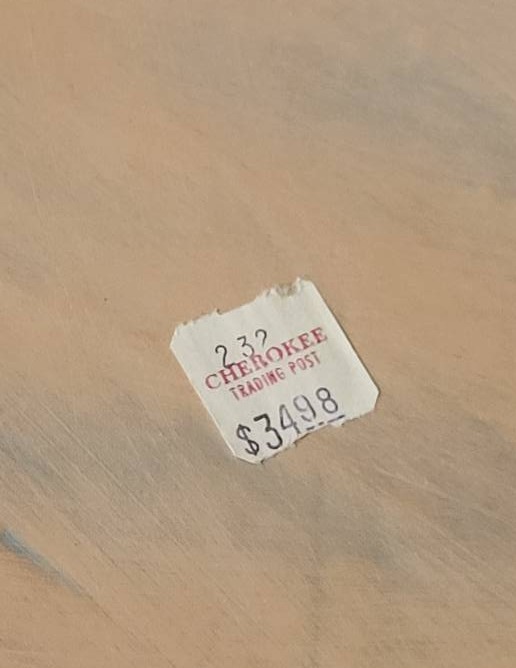 232
CHEROKEE
TRADING POST
$3498